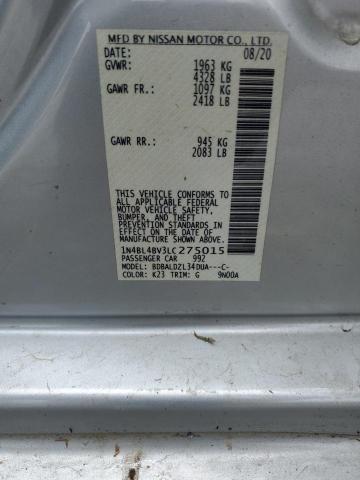 MFD BY NISSAN MOTOR CO., LTD.
DATE: 08/20
GVWR: 1963 KG
4328 LB
GAWR FR.: 1097 KG
2418 LB
GAWR RR.: 945 KG
2083 LB
THIS VEHICLE CONFORMS TO
ALL APPLICABLE FEDERAL
MOTOR VEHICLE SAFETY,
BUMPER, AND THEFT
PREVENTION STANDARDS
IN EFFECT ON THE DATE OF
MANUFACTURE SHOWN ABOVE.
1N4BL4BV3LC275015
PASSENGER CAR 992
MODEL: BDBALDZL34DUA---C-
COLOR: K23 TRIM: G 9N00A